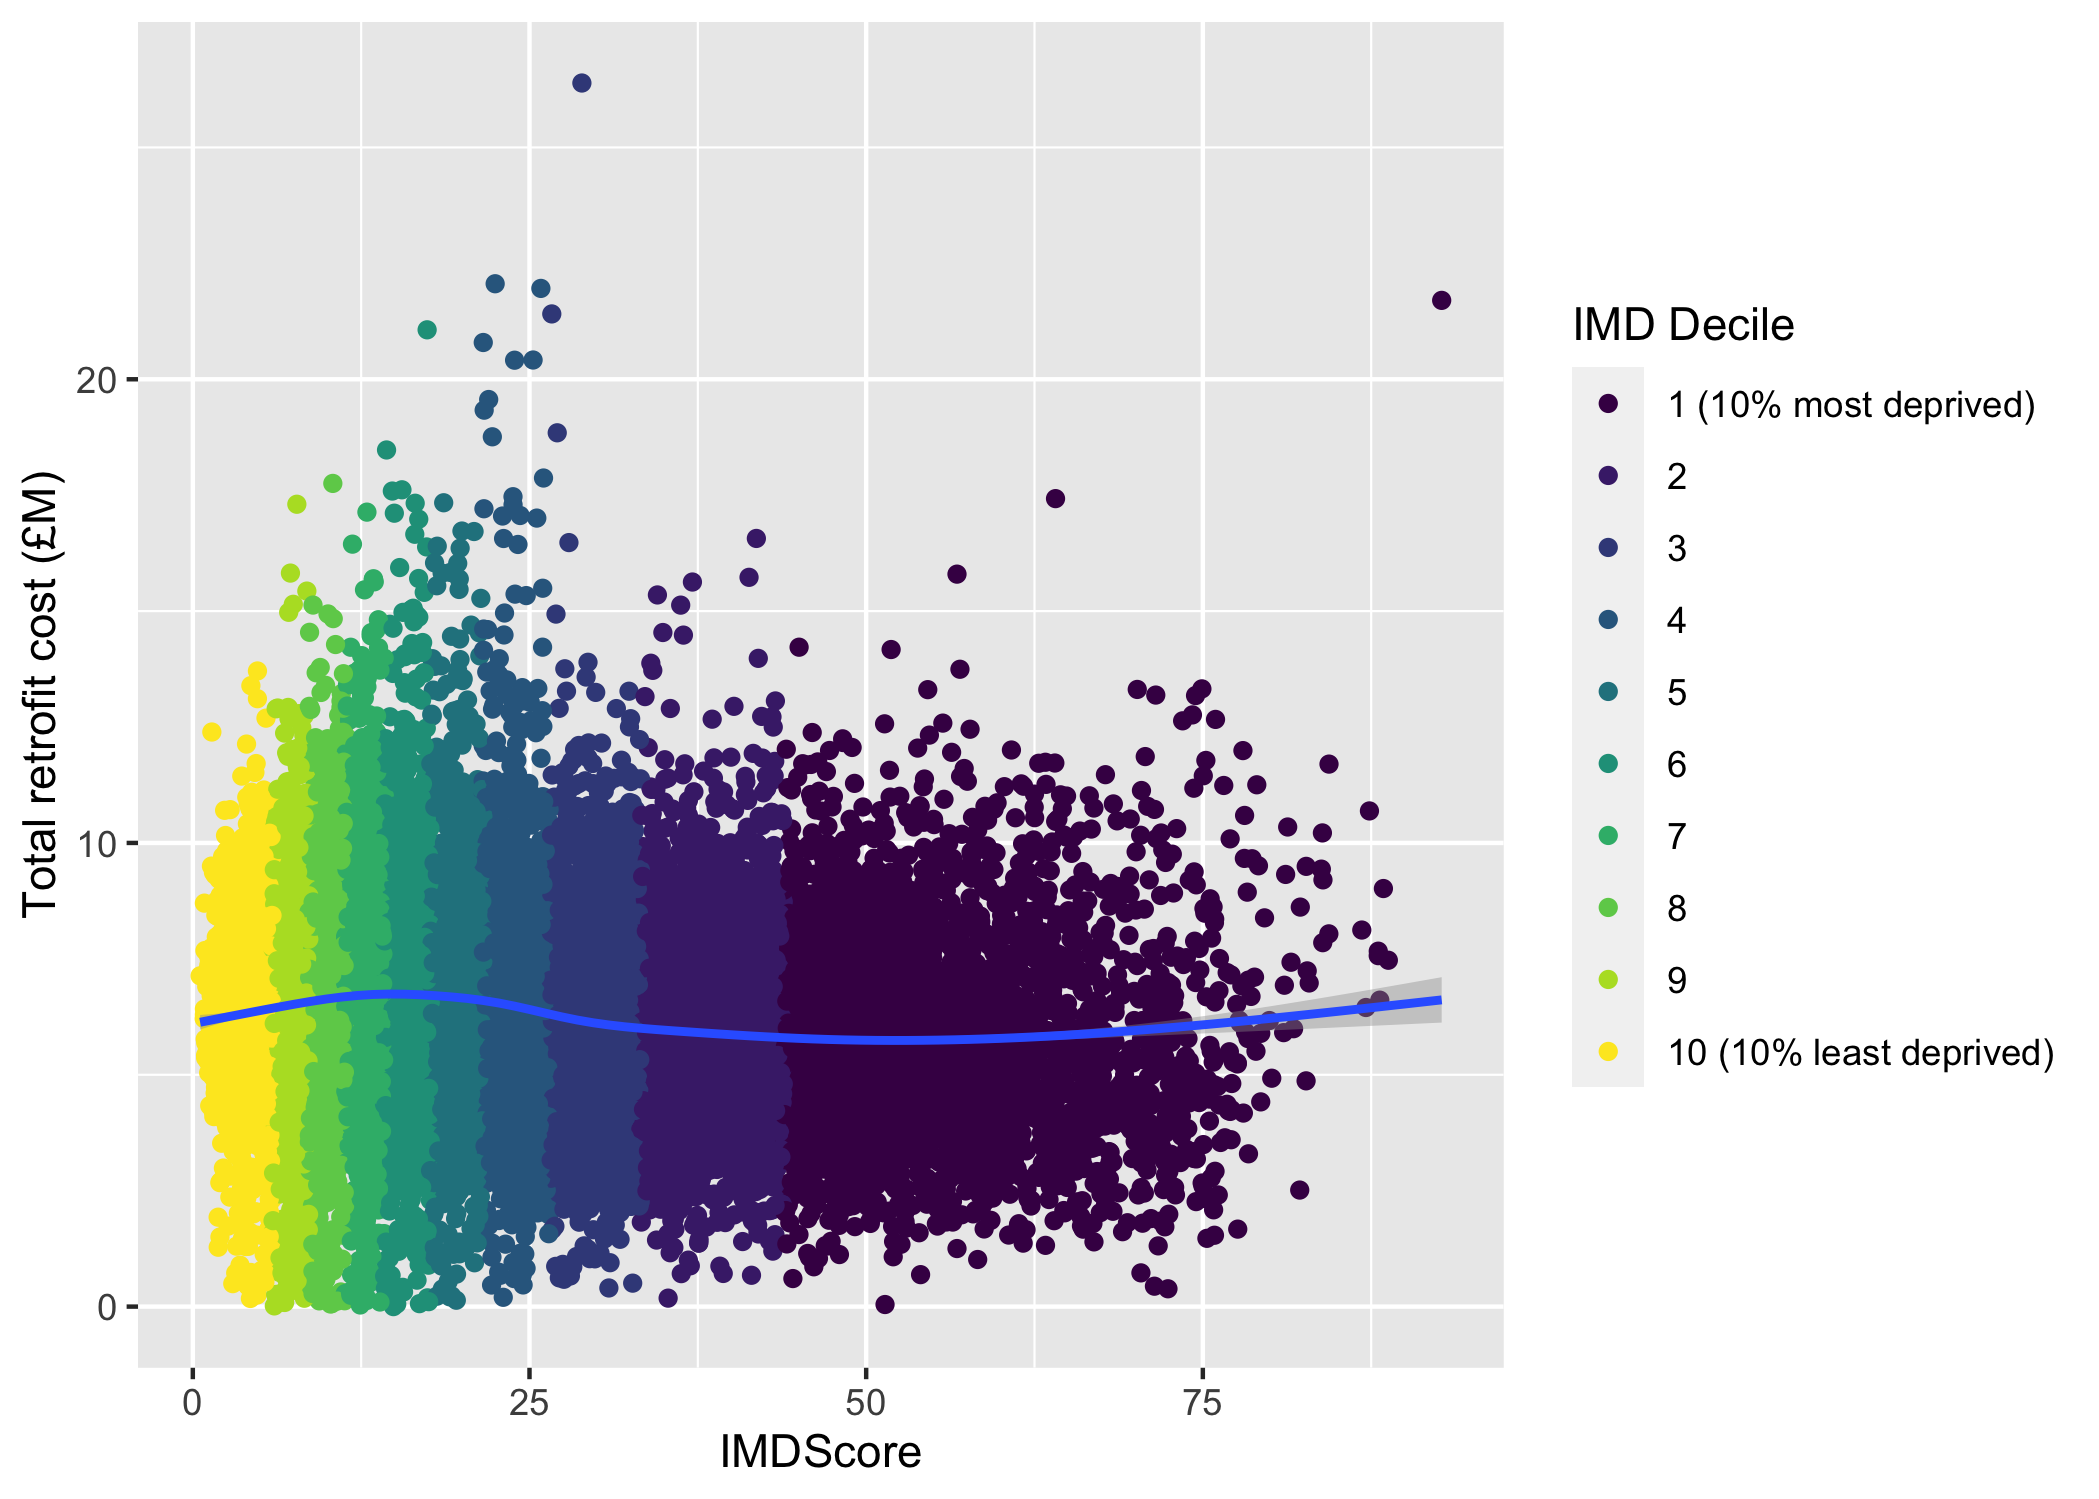 Total retrofit cost (£M)
20
10
0
0 25 50 75
IMDScore
IMD Decile
1 (10% most deprived)
2
3
4
5
6
7
8
9
10 (10% least deprived)